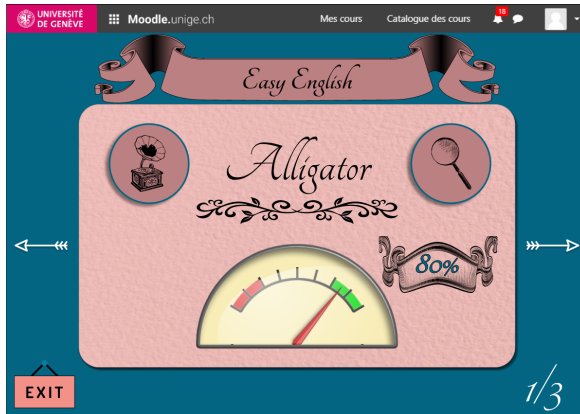 UNIVERSITÉ
DE GENÈVE
Moodle.unige.ch
Mes cours
Catalogue des cours
18
Easy English
Alligator
80%
EXIT
1/3